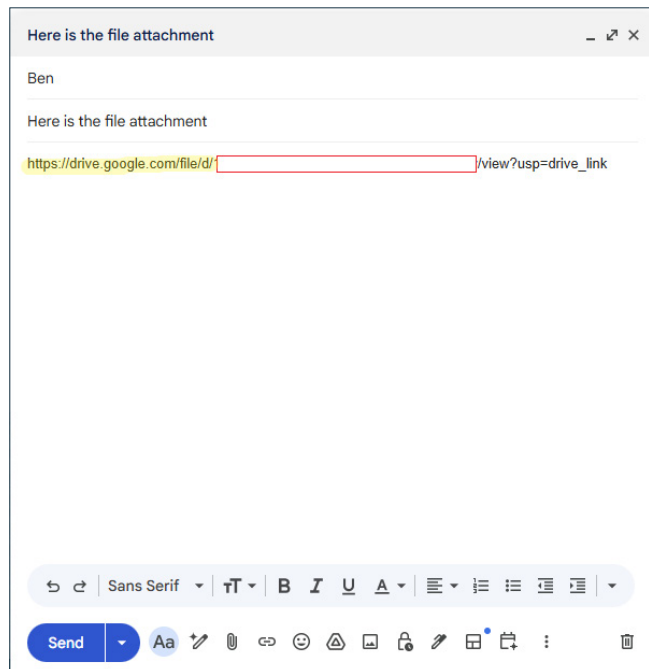 Here is the file attachment
Ben
Here is the file attachment
https://drive.google.com/file/d/ /view?usp=drive_link
Sans Serif
B I U A
Send Aa